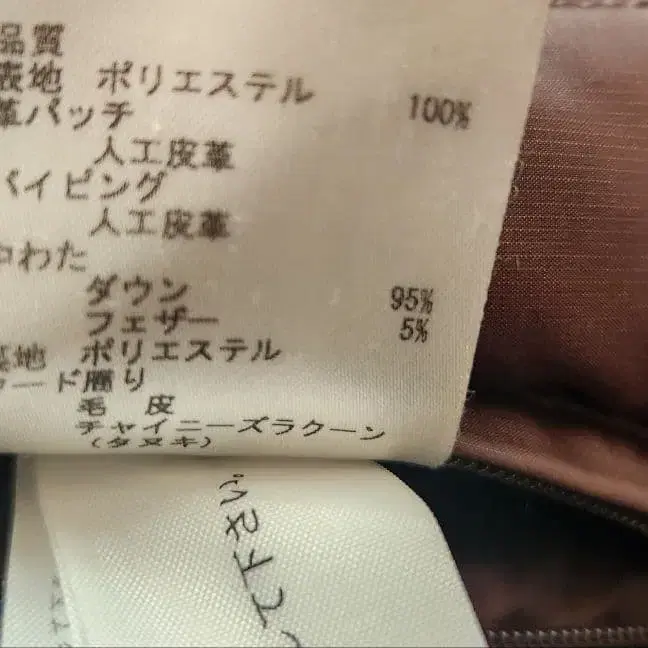 品質
表地 ポリエステル 100%
革パッチ
人工皮革
パイピング
人工皮革
中わた
ダウン 95%
フェザー 5%
ポリエステル
フード周り
毛 皮
チャイニーズラクーン
(タヌキ)